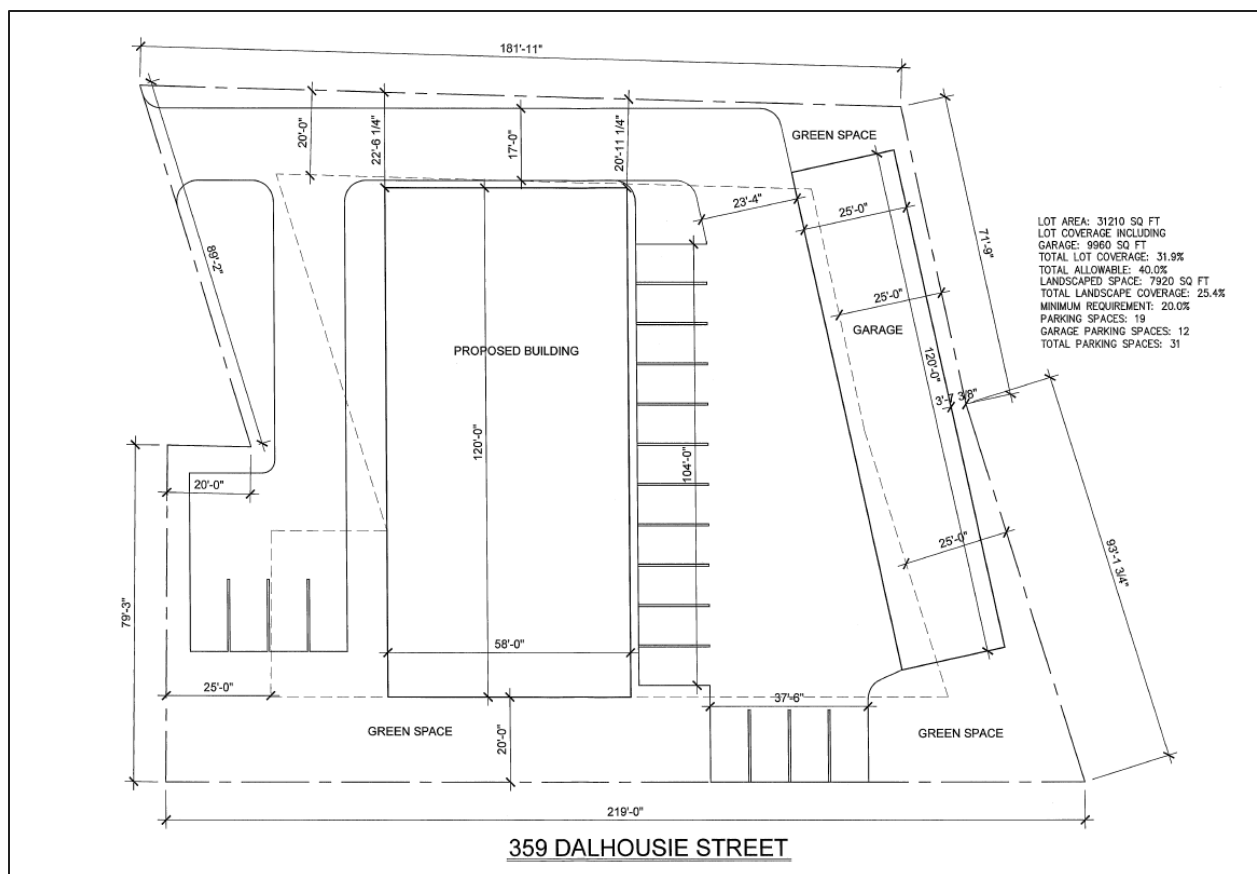 181'-11"
20'-0"
22'-6 1/4"
17'-0"
20'-11 1/4"
GREEN SPACE
23'-4"
25'-0"
71'-9"
89'-2"
LOT AREA: 31210 SQ FT
LOT COVERAGE INCLUDING
GARAGE: 9960 SQ FT
TOTAL LOT COVERAGE: 31.9%
TOTAL ALLOWABLE: 40.0%
LANDSCAPED SPACE: 7920 SQ FT
TOTAL LANDSCAPE COVERAGE: 25.4%
MINIMUM REQUIREMENT: 20.0%
PARKING SPACES: 19
GARAGE PARKING SPACES: 12
TOTAL PARKING SPACES: 31
25'-0"
GARAGE
PROPOSED BUILDING
120'-0"
3'-7 3/8"
120'-0"
104'-0"
20'-0"
25'-0"
93'-1 3/4"
79'-3"
58'-0"
25'-0"
37'-6"
GREEN SPACE
20'-0"
GREEN SPACE
219'-0"
359 DALHOUSIE STREET